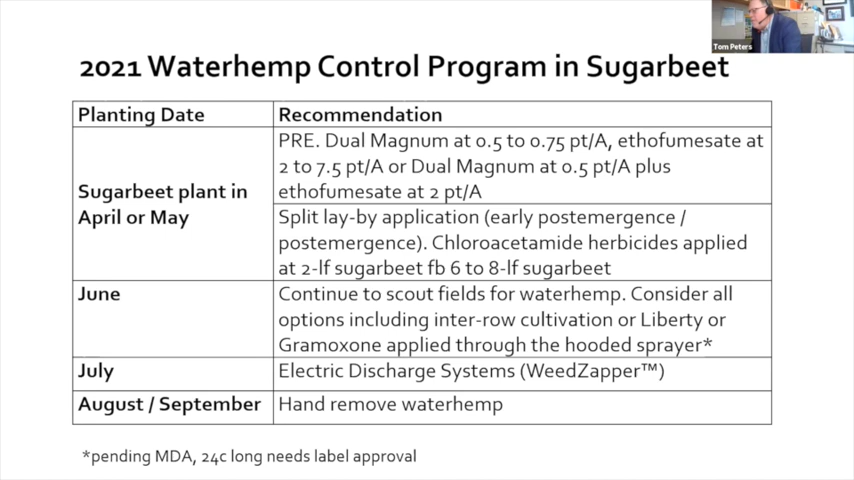 Tom Peters
2021 Waterhemp Control Program in Sugarbeet
Planting Date
Recommendation
Sugarbeet plant in
April or May
PRE. Dual Magnum at 0.5 to 0.75 pt/A, ethofumesate at
2 to 7.5 pt/A or Dual Magnum at 0.5 pt/A plus
ethofumesate at 2 pt/A
Split lay-by application (early postemergence /
postemergence). Chloroacetamide herbicides applied
at 2-lf sugarbeet fb 6 to 8-lf sugarbeet
June
Continue to scout fields for waterhemp. Consider all
options including inter-row cultivation or Liberty or
Gramoxone applied through the hooded sprayer*
July
Electric Discharge Systems (WeedZapper™)
August / September
Hand remove waterhemp
*pending MDA, 24c long needs label approval